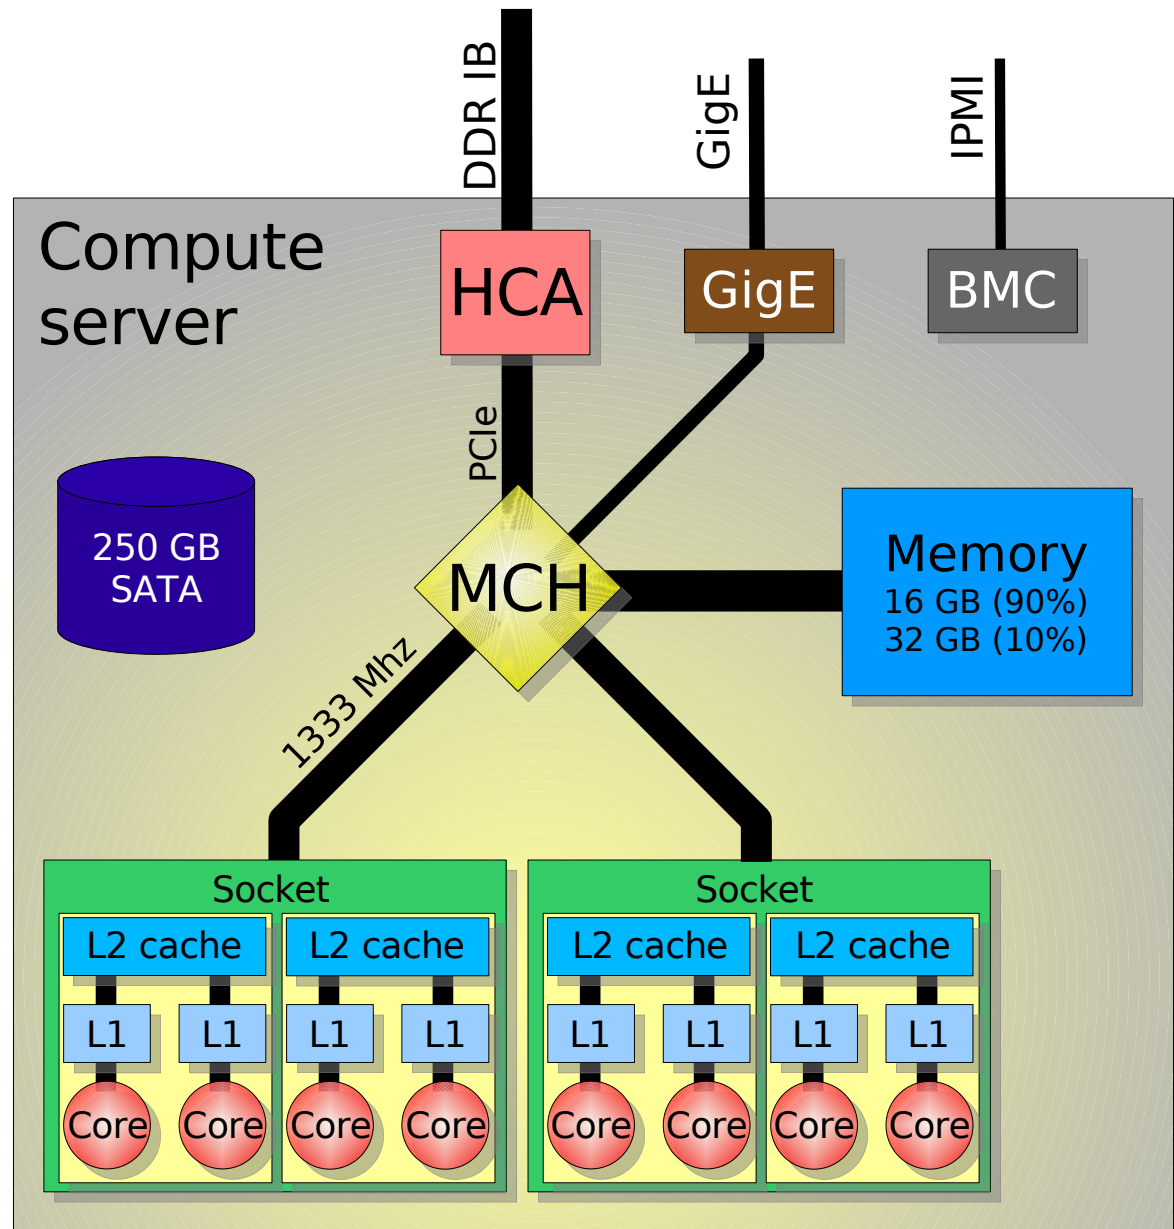 DDR IB
GigE
IPMI
Compute
server
HCA
GigE
BMC
PCIe
250 GB
SATA
MCH
Memory
16 GB (90%)
32 GB (10%)
1333 Mhz
Socket
Socket
L2 cache
L2 cache
L2 cache
L2 cache
L1
L1
L1
L1
L1
L1
L1
L1
Core
Core
Core
Core
Core
Core
Core
Core